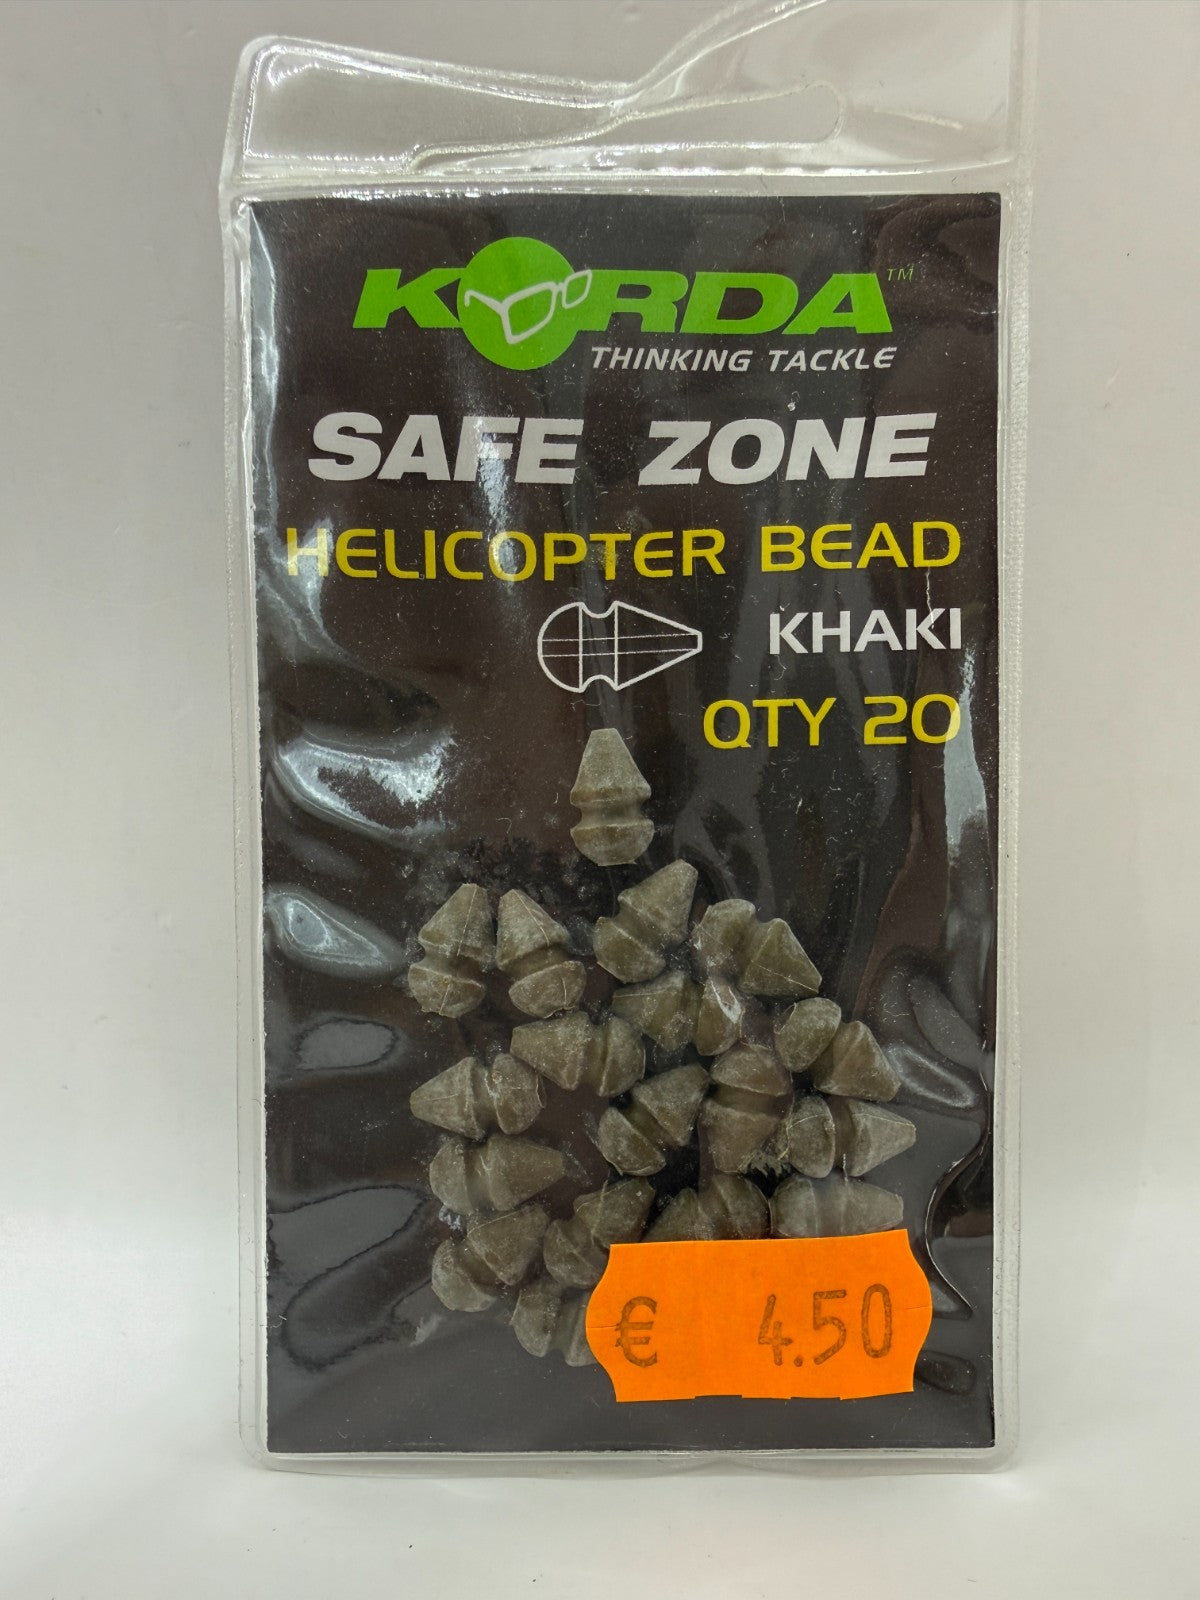 KORDA™
THINKING TACKLE
SAFE ZONE
HELICOPTER BEAD
KHAKI
QTY 20
€ 4.50